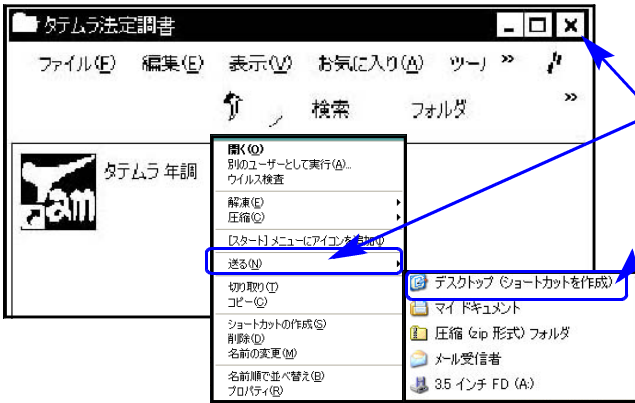 タテムラ法定調書
ファイル(F) 編集(E) 表示(V) お気に入り(A) ツール »
検索 フォルダ »
タテムラ 年調
Tam
開く(O)
別のユーザーとして実行(A)...
ウイルス検査
解凍(E)
圧縮(C)
[スタート] メニューにアイコンを追加(I)
送る(N)
切り取り(T)
コピー(C)
ショートカットの作成(S)
削除(D)
名前の変更(M)
名前順で並べ替え(B)
プロパティ(R)
デスクトップ (ショートカットを作成)
マイ ドキュメント
圧縮 (zip 形式) フォルダ
メール受信者
3.5 インチ FD (A:)